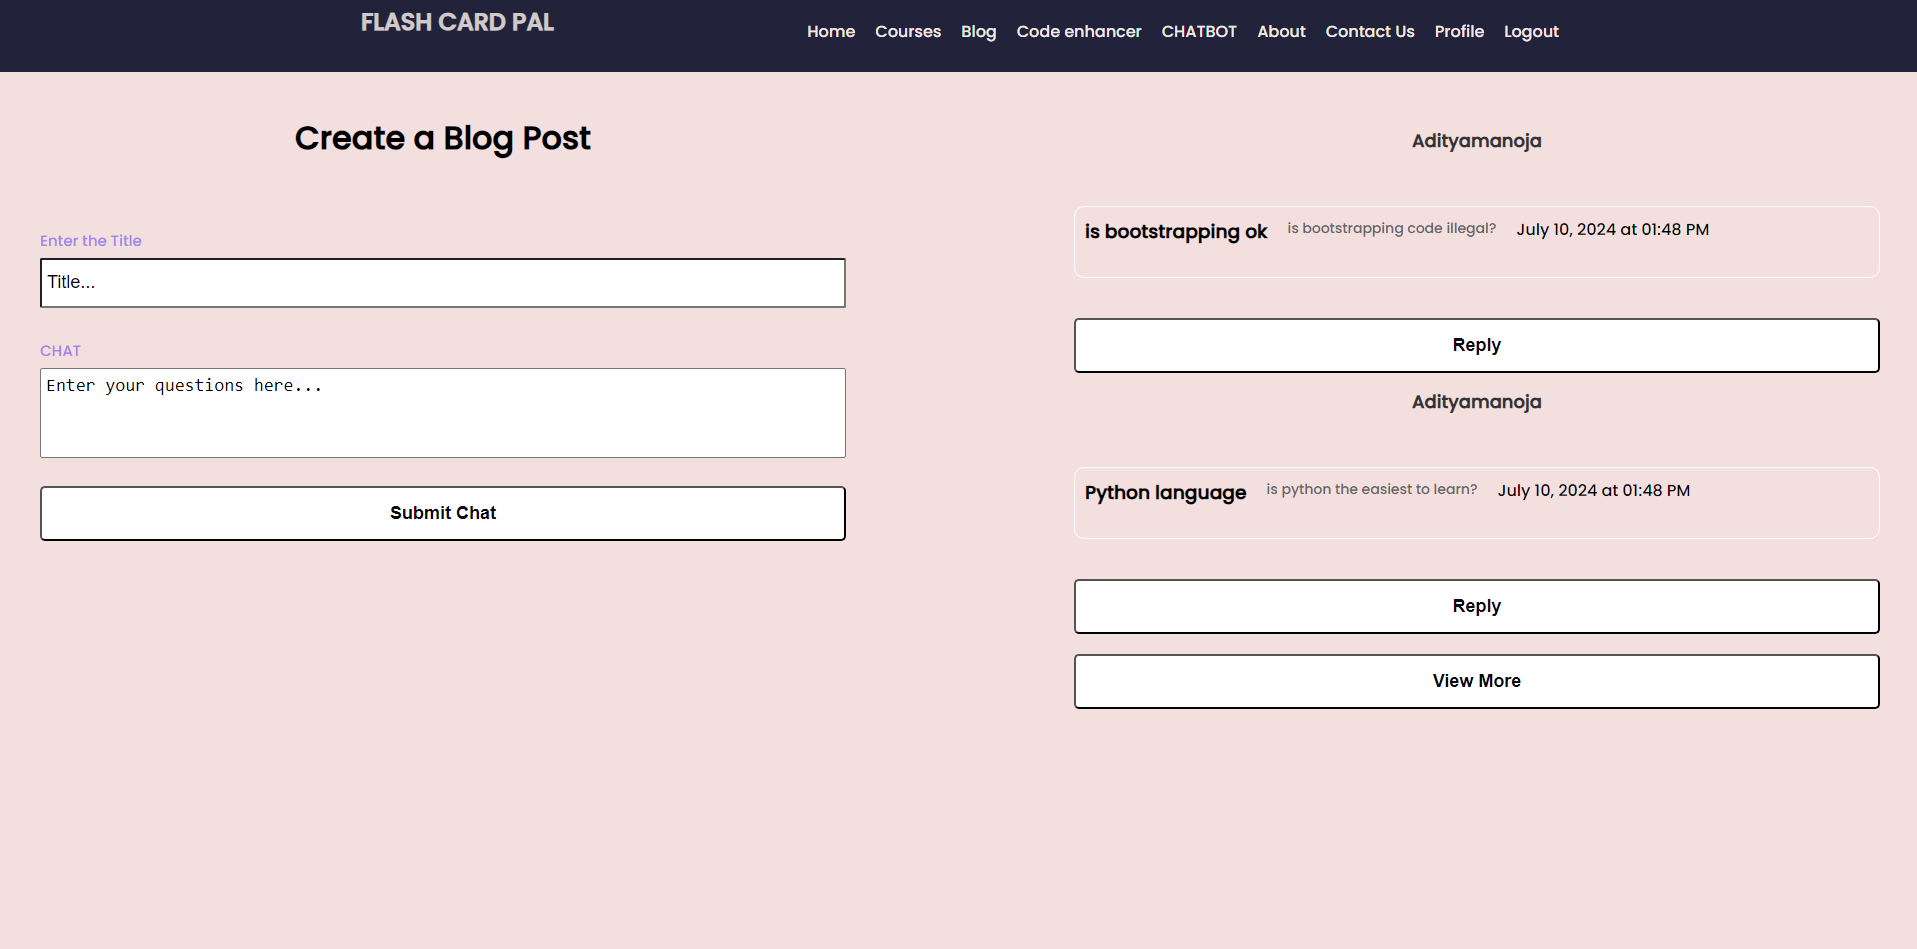 FLASH CARD PAL
Home Courses Blog Code enhancer CHATBOT About Contact Us Profile Logout
Create a Blog Post
Enter the Title
Title...
CHAT
Enter your questions here...
Submit Chat
Adityamanoja
is bootstrapping ok is bootstrapping code illegal? July 10, 2024 at 01:48 PM
Reply
Adityamanoja
Python language is python the easiest to learn? July 10, 2024 at 01:48 PM
Reply
View More